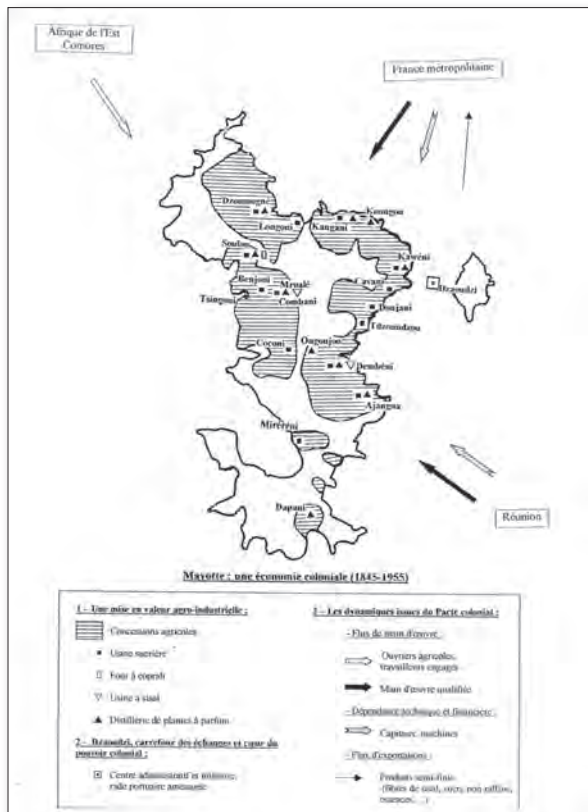 Afrique de l'Est
Comores
France métropolitaine
Dzoumogné
Longoni
Kangani
Koungou
Soulou
Kawéni
Benjoni
Mrualé
Cavani
Dzaoudzi
Tsingoni
Combani
Doujani
Coconi
Ongoujou
Dembéni
Ajangoa
Miréréni
Réunion
Dapani
Mayotte : une économie coloniale (1845-1955)
1 – Une mise en valeur agro-industrielle :
Concessions agricoles
Usine sucrière
Four à coprah
Usine à sisal
Distillerie de plantes à parfum
2 – Dzaoudzi, carrefour des échanges et cœur du
pouvoir colonial :
Centre administratif et militaire,
rade portuaire aménagée
3 – Les dynamiques issues du Pacte colonial :
- Flux de main d'œuvre
Ouvriers agricoles,
travailleurs engagés
Main d'œuvre qualifiée
- Dépendance technique et financière :
Capitaux, machines
- Flux d'exportations :
Produits semi-finis
(fibres de sisal, sucre non raffiné,
essences…)